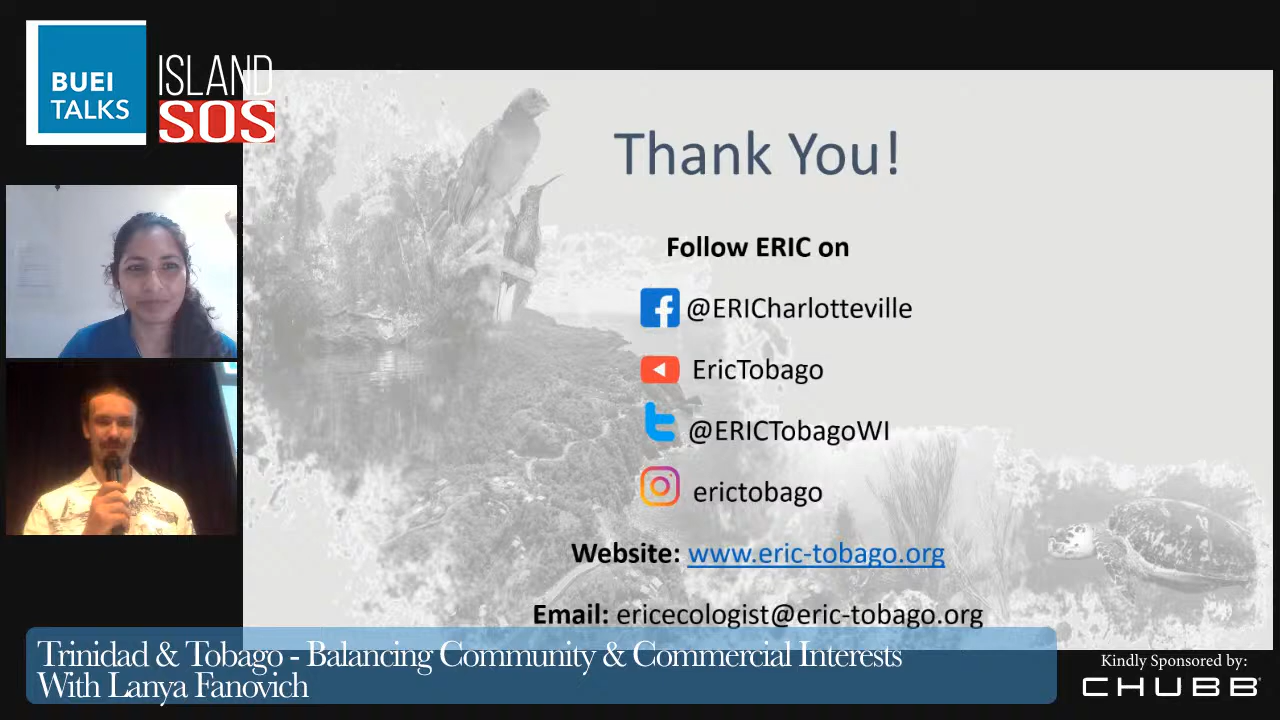 BUEI
TALKS
ISLAND
SOS
Thank You!
Follow ERIC on
@ERICharlotteville
EricTobago
@ERICTobagoWI
erictobago
Website: www.eric-tobago.org
Email: ericecologist@eric-tobago.org
Trinidad & Tobago - Balancing Community & Commercial Interests
With Lanya Fanovich
Kindly Sponsored by:
CHUBB